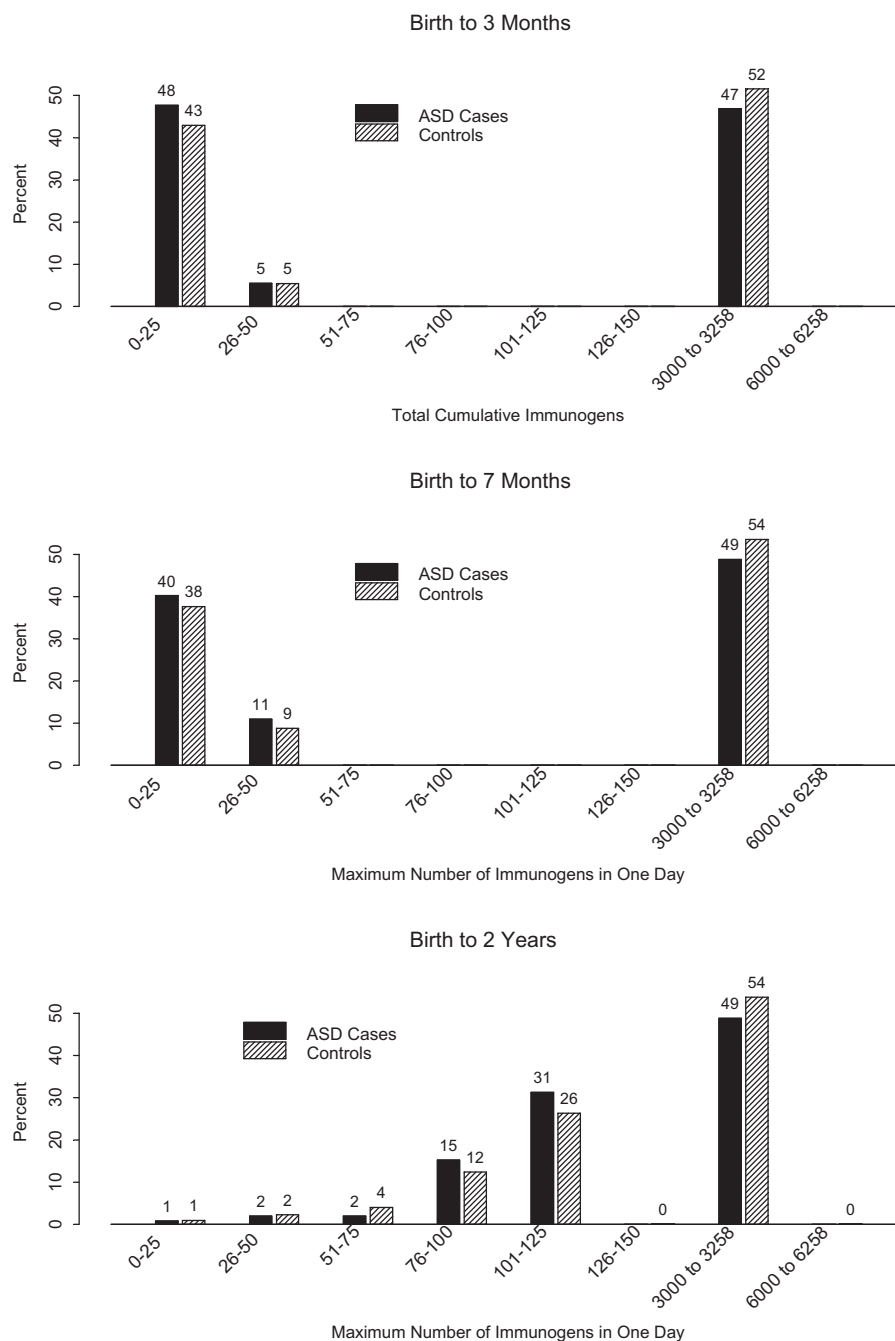 Birth to 3 Months
Percent
0 10 20 30 40 50
48 43 5 5 47 52
ASD Cases
Controls
0-25 26-50 51-75 76-100 101-125 126-150 3000 to 3258 6000 to 6258
Total Cumulative Immunogens
Birth to 7 Months
Percent
0 10 20 30 40 50
40 38 11 9 49 54
ASD Cases
Controls
0-25 26-50 51-75 76-100 101-125 126-150 3000 to 3258 6000 to 6258
Maximum Number of Immunogens in One Day
Birth to 2 Years
Percent
0 10 20 30 40 50
1 1 2 2 2 4 15 12 31 26 0 49 54 0
ASD Cases
Controls
0-25 26-50 51-75 76-100 101-125 126-150 3000 to 3258 6000 to 6258
Maximum Number of Immunogens in One Day